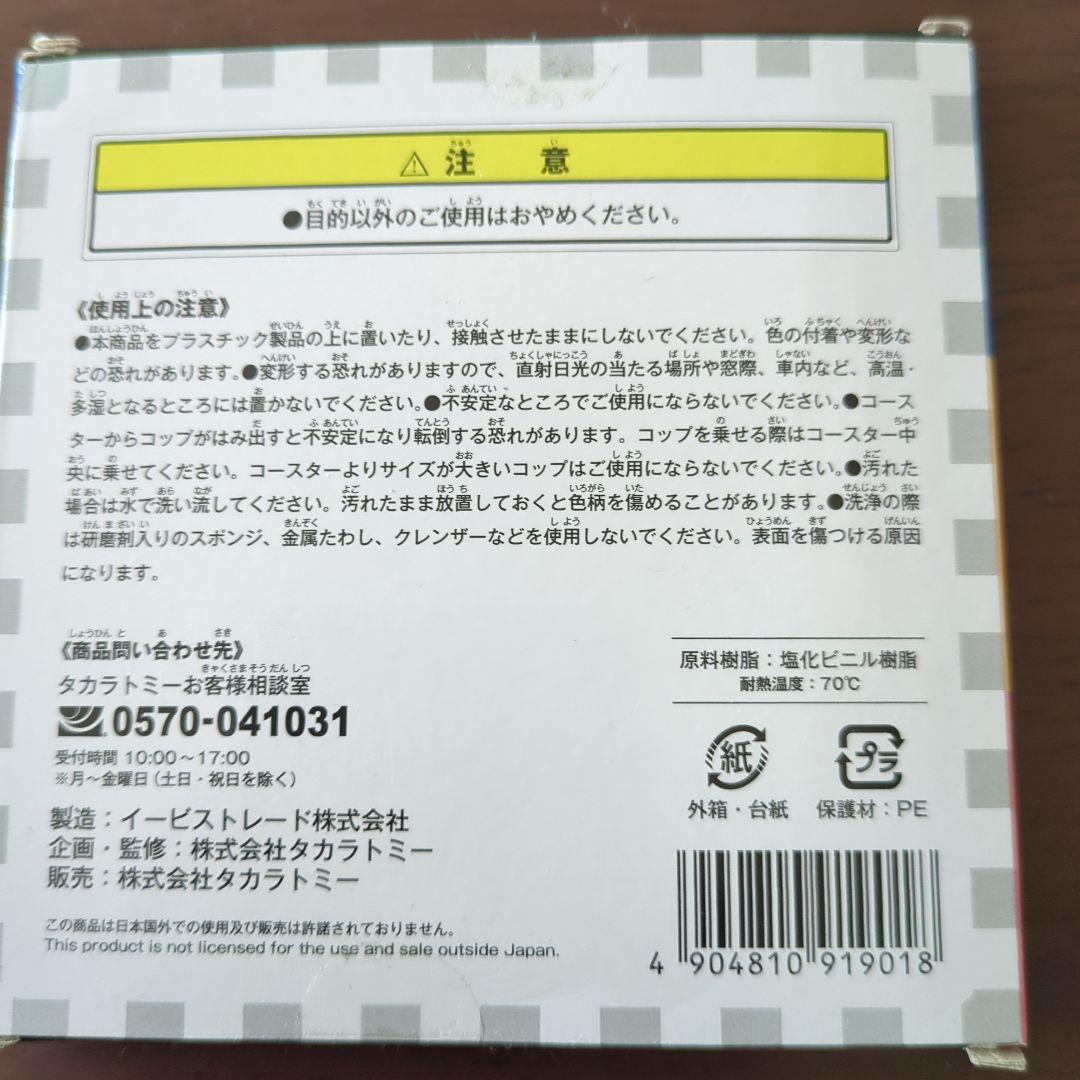 ⚠ 注 意
●目的以外のご使用はおやめください。
《使用上の注意》
●本商品をプラスチック製品の上に置いたり、接触させたままにしないでください。色の付着や変形な
どの恐れがあります。●変形する恐れがありますので、直射日光の当たる場所や窓際、車内など、高温・
多湿となるところには置かないでください。●不安定なところでご使用にならないでください。●コース
ターからコップがはみ出すと不安定になり転倒する恐れがあります。コップを乗せる際はコースター中
央に乗せてください。コースターよりサイズが大きいコップはご使用にならないでください。●汚れた
場合は水で洗い流してください。汚れたまま放置しておくと色柄を傷めることがあります。●洗浄の際
は研磨剤入りのスポンジ、金属たわし、クレンザーなどを使用しないでください。表面を傷つける原因
になります。
《商品問い合わせ先》
タカラトミーお客様相談室
0570-041031
受付時間 10:00～17:00
※月～金曜日（土日・祝日を除く）
製造：イービストレード株式会社
企画・監修：株式会社タカラトミー
販売：株式会社タカラトミー
この商品は日本国外での使用及び販売は許諾されておりません。
This product is not licensed for the use and sale outside Japan.
原料樹脂：塩化ビニル樹脂
耐熱温度：70℃
紙
外箱・台紙
プラ
保護材：PE
4 904810 919018